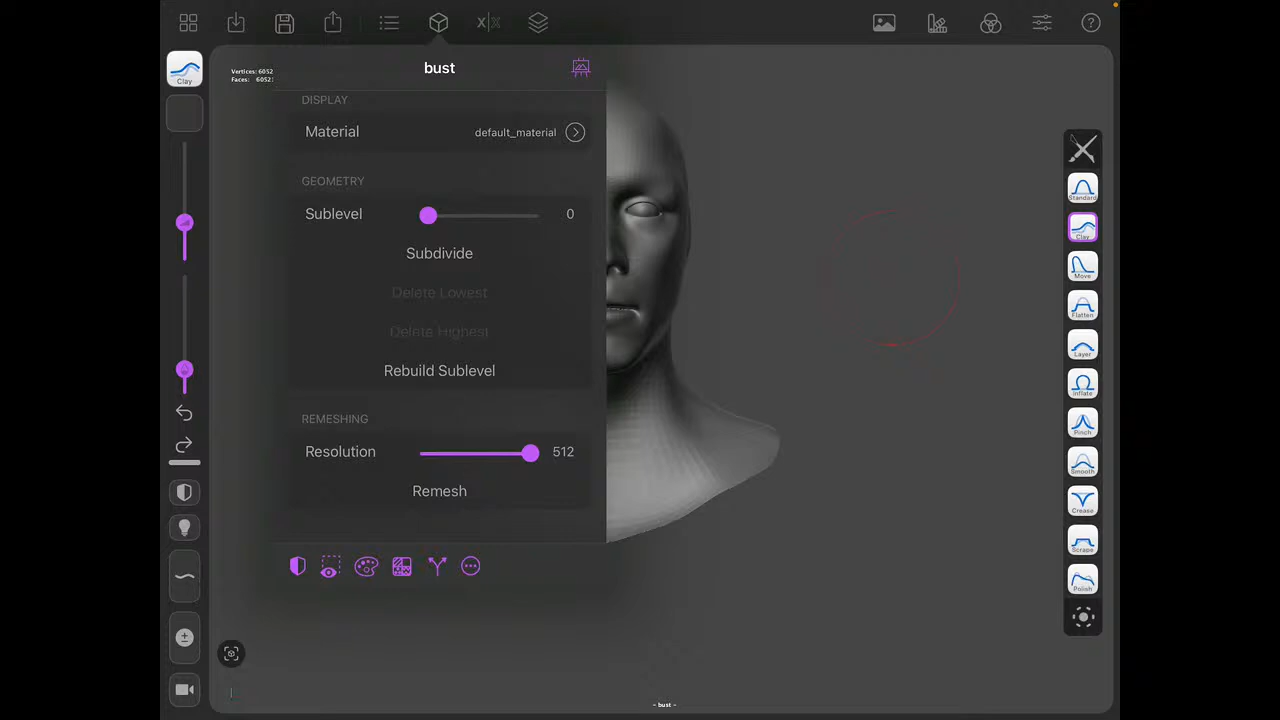 Clay
Vertices: 6052
Faces: 6052
bust
DISPLAY
Material default_material
GEOMETRY
Sublevel 0
Subdivide
Delete Lowest
Delete Highest
Rebuild Sublevel
REMESHING
Resolution 512
Remesh
Standard
Clay
Move
Flatten
Layer
Inflate
Pinch
Smooth
Crease
Scrape
Polish
- bust -